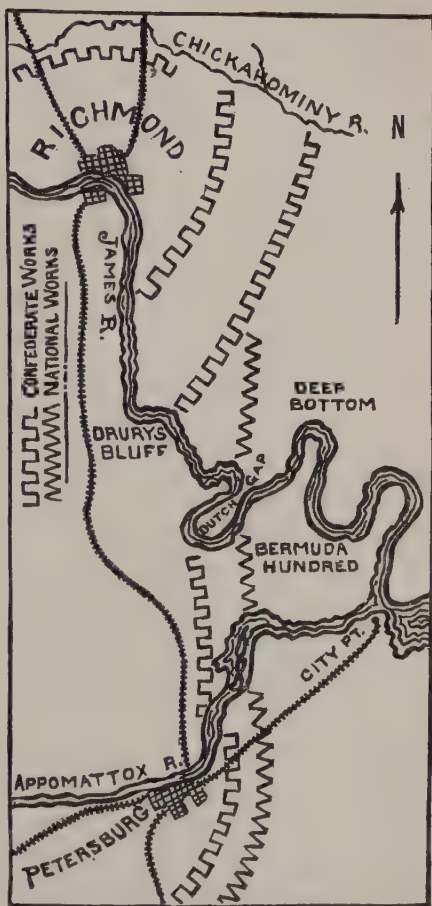 CHICKAHOMINY R.
N
RICHMOND
JAMES R.
CONFEDERATE WORKS
NATIONAL WORKS
DEEP
BOTTOM
DRURYS
BLUFF
DUTCH GAP
BERMUDA
HUNDRED
CITY PT.
APPOMATTOX R.
PETERSBURG